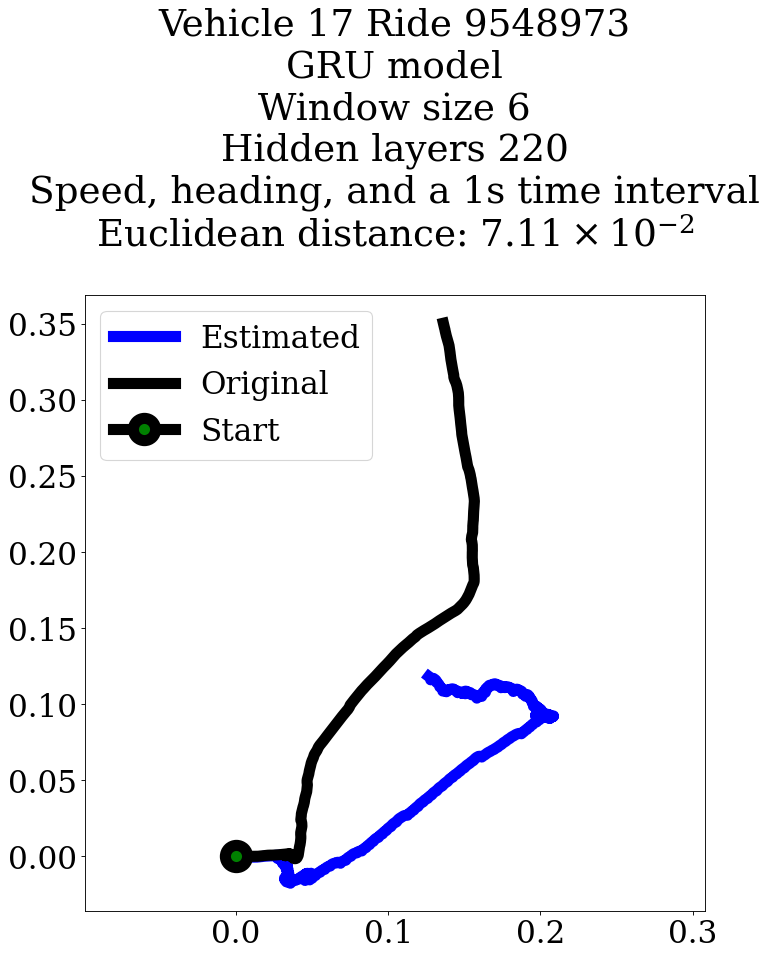 Vehicle 17 Ride 9548973
GRU model
Window size 6
Hidden layers 220
Speed, heading, and a 1s time interval
Euclidean distance: 7.11 × 10⁻²
Estimated
Original
Start
0.35
0.30
0.25
0.20
0.15
0.10
0.05
0.00
0.0 0.1 0.2 0.3